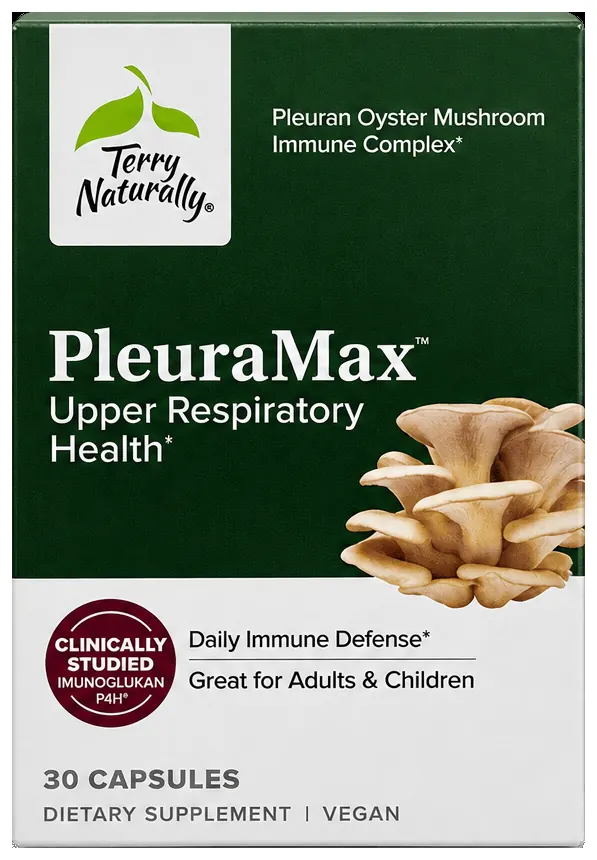 Terry
Naturally®
Pleuran Oyster Mushroom
Immune Complex*
PleuraMax™
Upper Respiratory
Health*
CLINICALLY
STUDIED
IMUNOGLUKAN
P4H®
Daily Immune Defense*
Great for Adults & Children
30 CAPSULES
DIETARY SUPPLEMENT | VEGAN